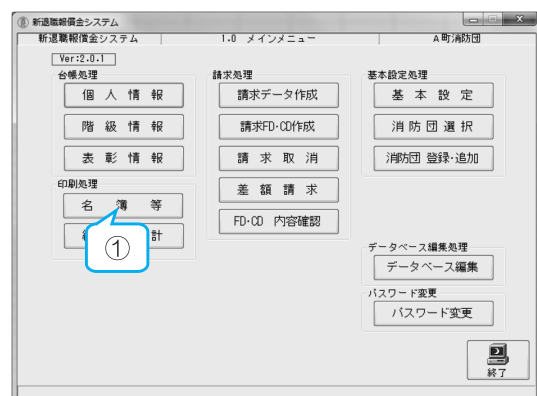 新退職報償金システム
新退職報償金システム 1.0 メインメニュー A町消防団
Ver:2.0.1
台帳処理
個人情報
階級情報
表彰情報
印刷処理
名簿等
計
①
請求処理
請求データ作成
請求FD・CD作成
請求取消
差額請求
FD・CD 内容確認
基本設定処理
基本設定
消防団選択
消防団 登録・追加
データベース編集処理
データベース編集
パスワード変更
パスワード変更
終了